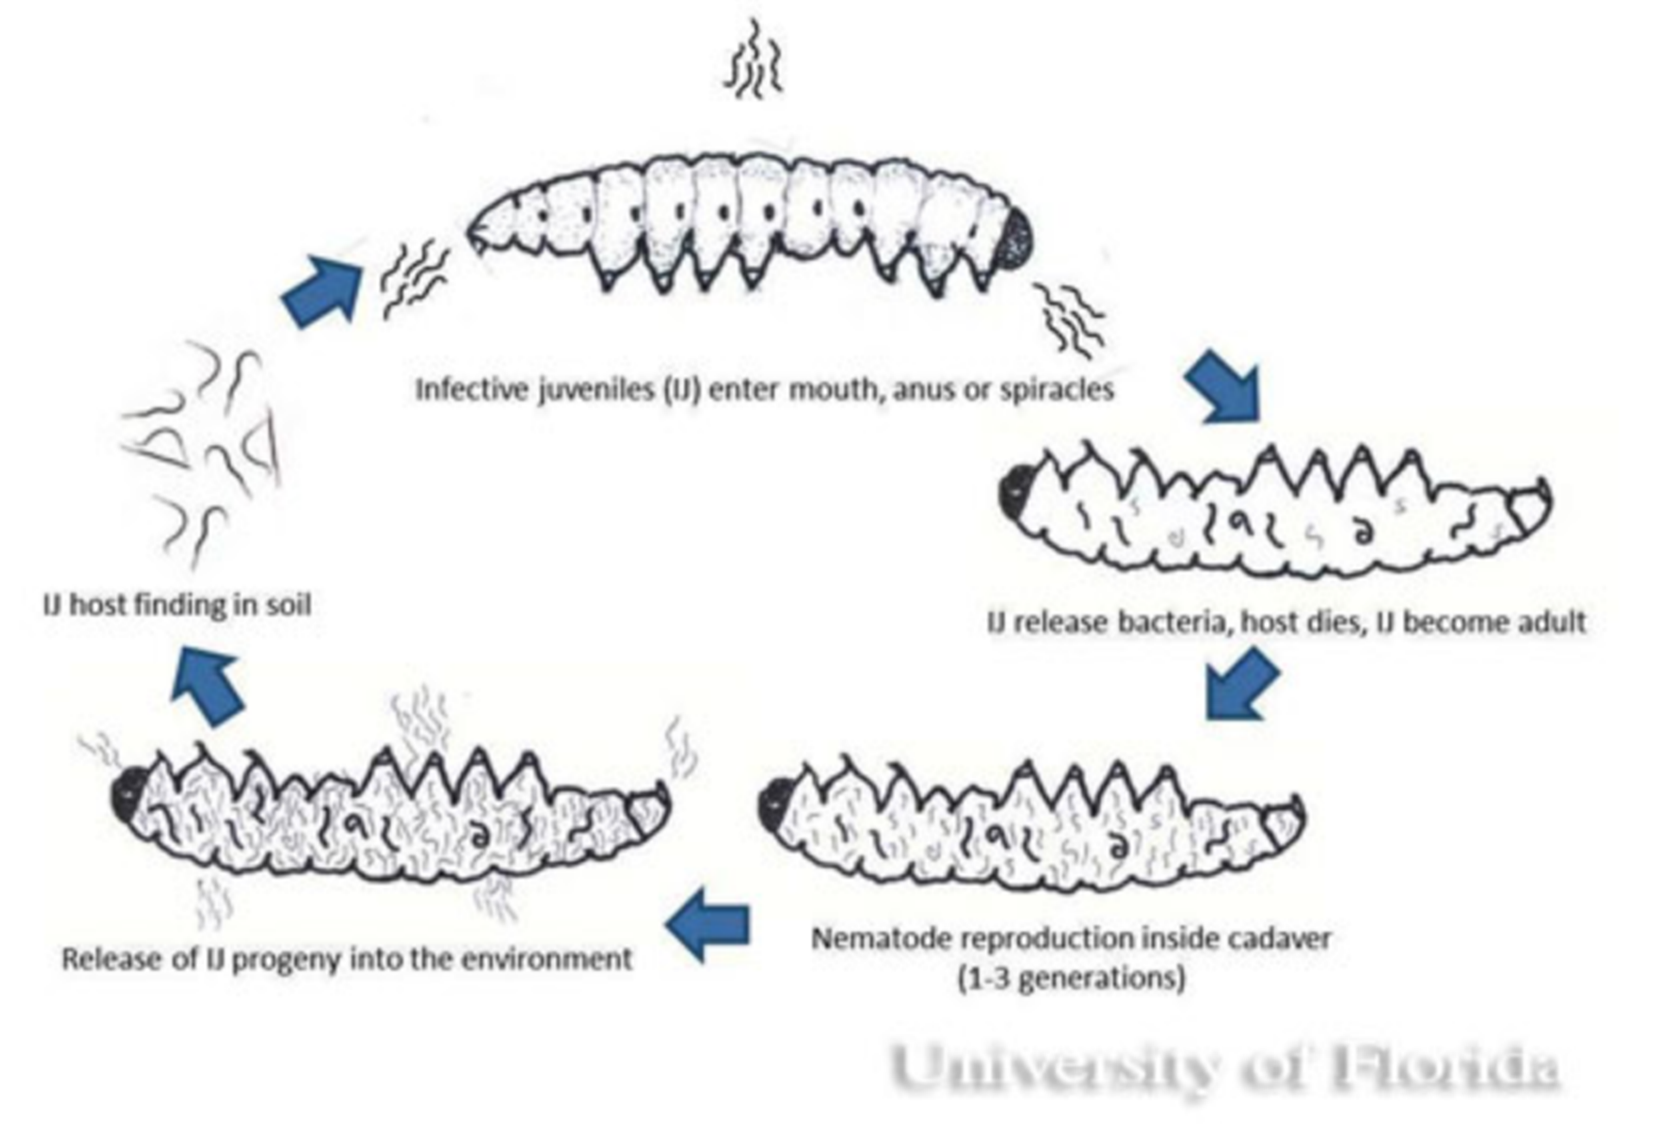 Infective juveniles (IJ) enter mouth, anus or spiracles
IJ release bacteria, host dies, IJ become adult
Nematode reproduction inside cadaver
(1-3 generations)
Release of IJ progeny into the environment
IJ host finding in soil
University of Florida